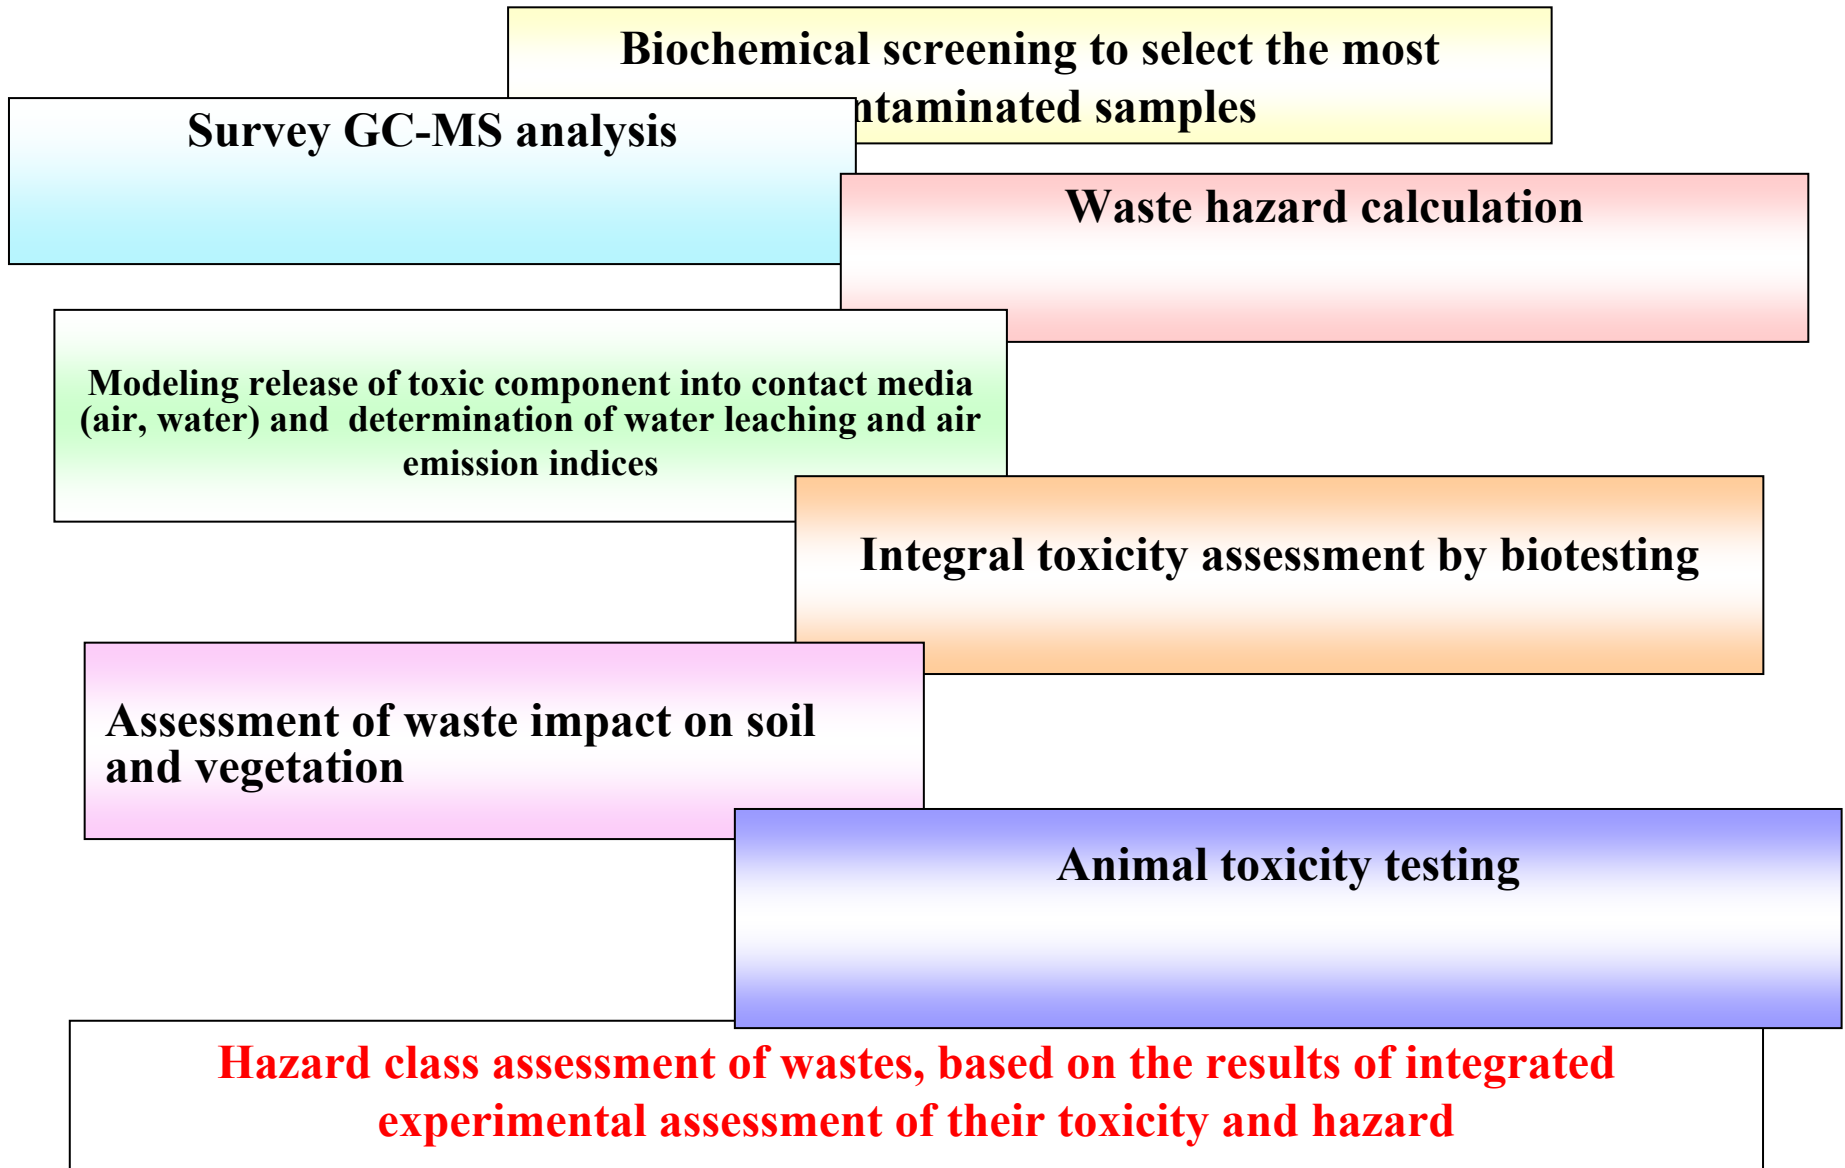 Biochemical screening to select the most
ntaminated samples
Survey GC-MS analysis
Waste hazard calculation
Modeling release of toxic component into contact media
(air, water) and determination of water leaching and air
emission indices
Integral toxicity assessment by biotesting
Assessment of waste impact on soil
and vegetation
Animal toxicity testing
Hazard class assessment of wastes, based on the results of integrated
experimental assessment of their toxicity and hazard